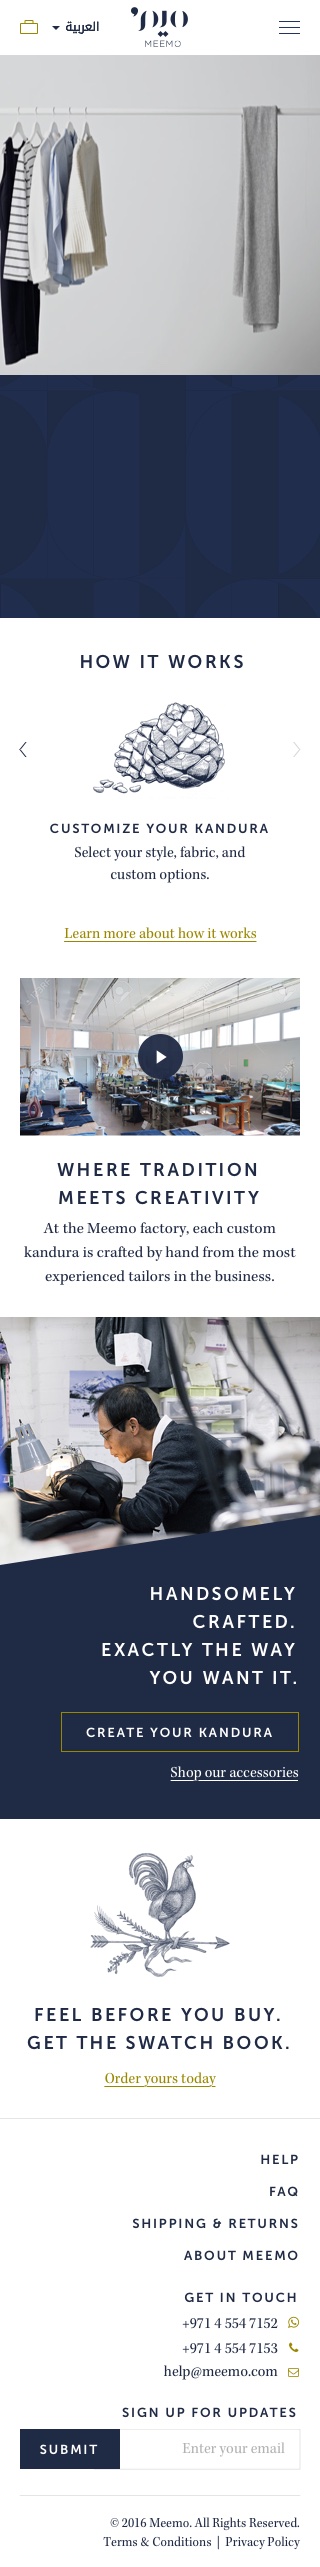 العربية
ميمو
MEEMO
HOW IT WORKS
CUSTOMIZE YOUR KANDURA
Select your style, fabric, and
custom options.
Learn more about how it works
WHERE TRADITION
MEETS CREATIVITY
At the Meemo factory, each custom
kandura is crafted by hand from the most
experienced tailors in the business.
HANDSOMELY
CRAFTED.
EXACTLY THE WAY
YOU WANT IT.
CREATE YOUR KANDURA
Shop our accessories
FEEL BEFORE YOU BUY.
GET THE SWATCH BOOK.
Order yours today
HELP
FAQ
SHIPPING & RETURNS
ABOUT MEEMO
GET IN TOUCH
+971 4 554 7152
+971 4 554 7153
help@meemo.com
SIGN UP FOR UPDATES
SUBMIT Enter your email
© 2016 Meemo. All Rights Reserved.
Terms & Conditions | Privacy Policy